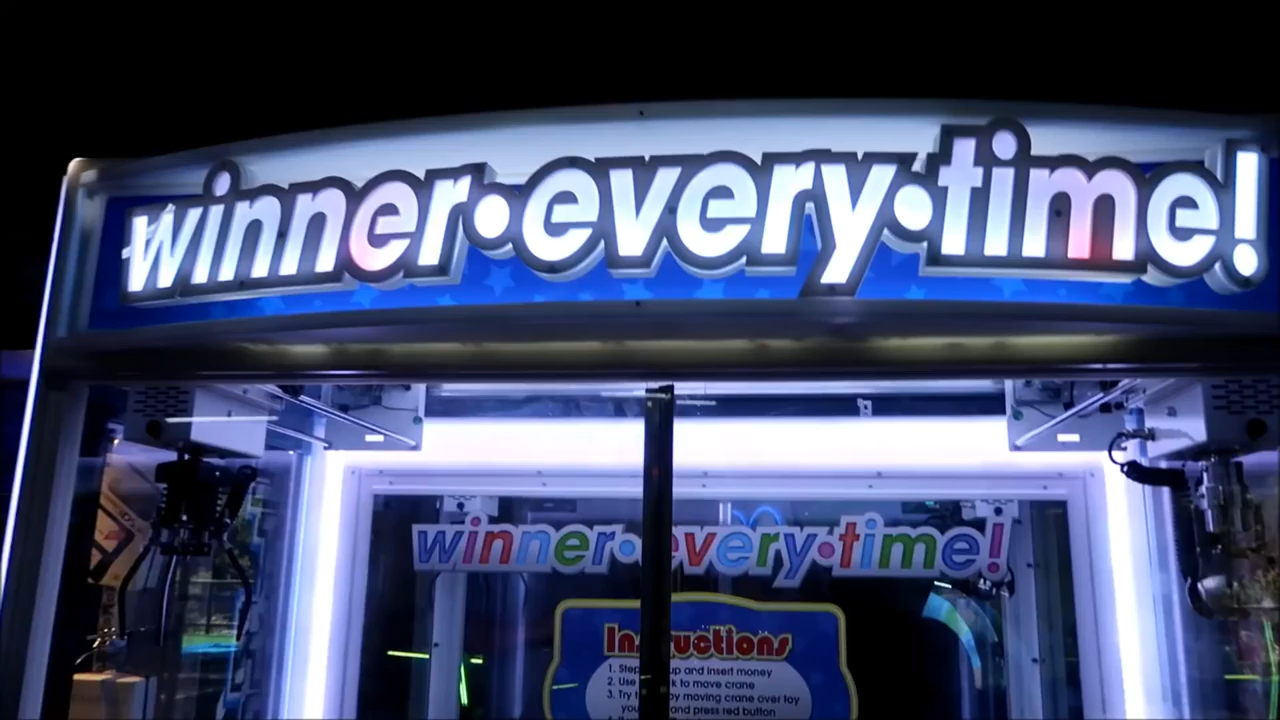 winner•every•time!
winner•every•time!
Instructions
1. Step up and insert money
2. Use to move crane
3. Try by moving crane over toy
and press red button